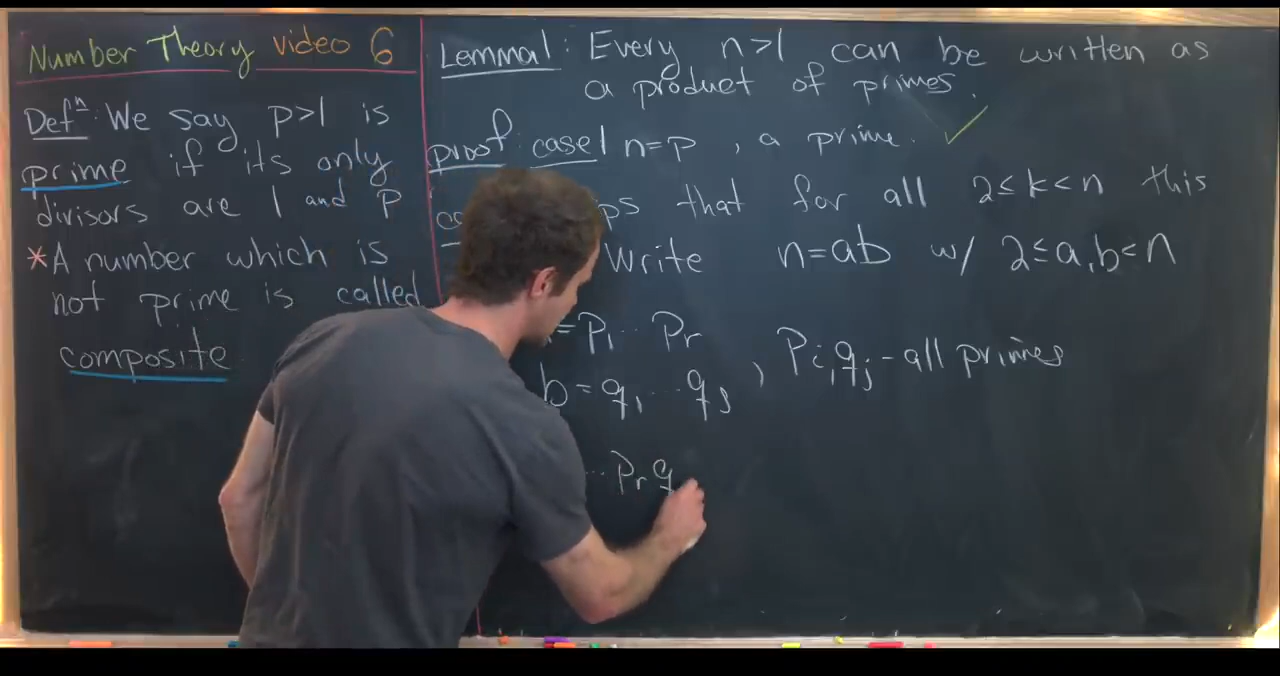 Number Theory video 6
Defⁿ: We say p>1 is
prime if its only
divisors are 1 and p
*A number which is
not prime is called
composite
Lemma1: Every n>1 can be written as
a product of primes.
proof: case1 n=p, a prime. ✓
that for all 2≤k<n this
Write n=ab w/ 2≤a,b<n
=p₁…pᵣ
b=q₁…qₛ, pᵢ,qⱼ-all primes
…pᵣq